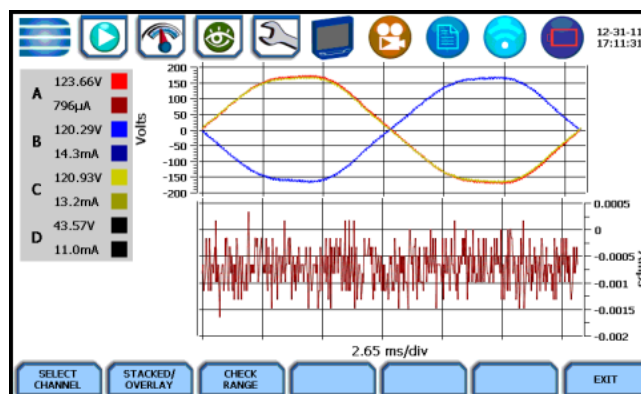 12-31-11
17:11:31
A
123.66V
796µA
B
120.29V
14.3mA
C
120.93V
13.2mA
D
43.57V
11.0mA
Volts
200
150
100
50
0
-50
-100
-150
-200
0.0005
0
-0.0005
-0.001
-0.0015
-0.002
2.65 ms/div
SELECT
CHANNEL
STACKED/
OVERLAY
CHECK
RANGE
EXIT